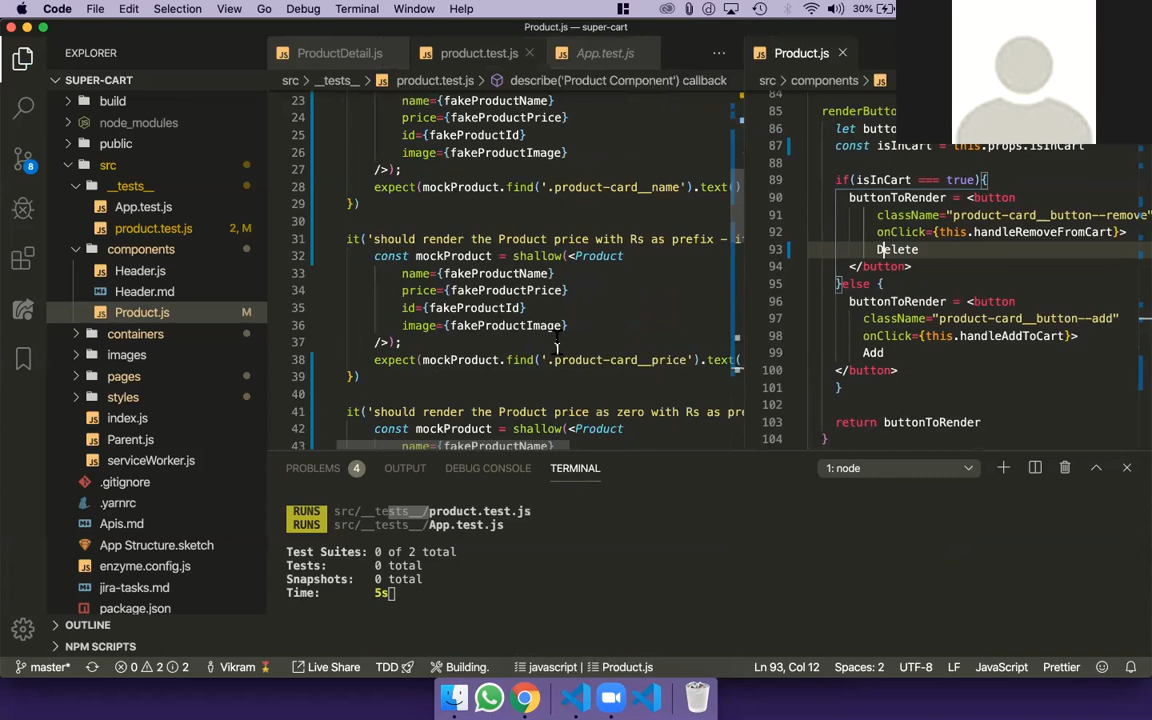 Code File Edit Selection View Go Debug Terminal Window Help 30%
Product.js — super-cart
EXPLORER
SUPER-CART
build
node_modules
public
src
__tests__
App.test.js
product.test.js 2, M
components
Header.js
Header.md
Product.js M
containers
images
pages
styles
index.js
Parent.js
serviceWorker.js
.gitignore
.yarnrc
Apis.md
App Structure.sketch
enzyme.config.js
jira-tasks.md
package.json
OUTLINE
NPM SCRIPTS
8
ProductDetail.js product.test.js App.test.js
src __tests__ product.test.js describe('Product Component') callback
23 name={fakeProductName}
24 price={fakeProductPrice}
25 id={fakeProductId}
26 image={fakeProductImage}
27 />);
28 expect(mockProduct.find('.product-card__name').text()
29 })
30
31 it('should render the Product price with Rs as prefix –
32 const mockProduct = shallow(<Product
33 name={fakeProductName}
34 price={fakeProductPrice}
35 id={fakeProductId}
36 image={fakeProductImage}
37 />);
38 expect(mockProduct.find('.product-card__price').text(
39 })
40
41 it('should render the Product price as zero with Rs as pre
42 const mockProduct = shallow(<Product
43 name={fakeProductName}
Product.js
src components
84
85 renderButto
86 let butto
87 const isInCart = this.props.isInCart
88
89 if(isInCart === true){
90 buttonToRender = <button
91 className="product-card__button--remove"
92 onClick={this.handleRemoveFromCart}>
93 Delete
94 </button>
95 }else {
96 buttonToRender = <button
97 className="product-card__button--add"
98 onClick={this.handleAddToCart}>
99 Add
100 </button>
101 }
102
103 return buttonToRender
104 }
PROBLEMS 4 OUTPUT DEBUG CONSOLE TERMINAL 1: node
RUNS src/__tests__/product.test.js
RUNS src/__tests__/App.test.js
Test Suites: 0 of 2 total
Tests: 0 total
Snapshots: 0 total
Time: 5s
master* 0 2 2 Vikram Live Share TDD Building. javascript | Product.js Ln 93, Col 12 Spaces: 2 UTF-8 LF JavaScript Prettier